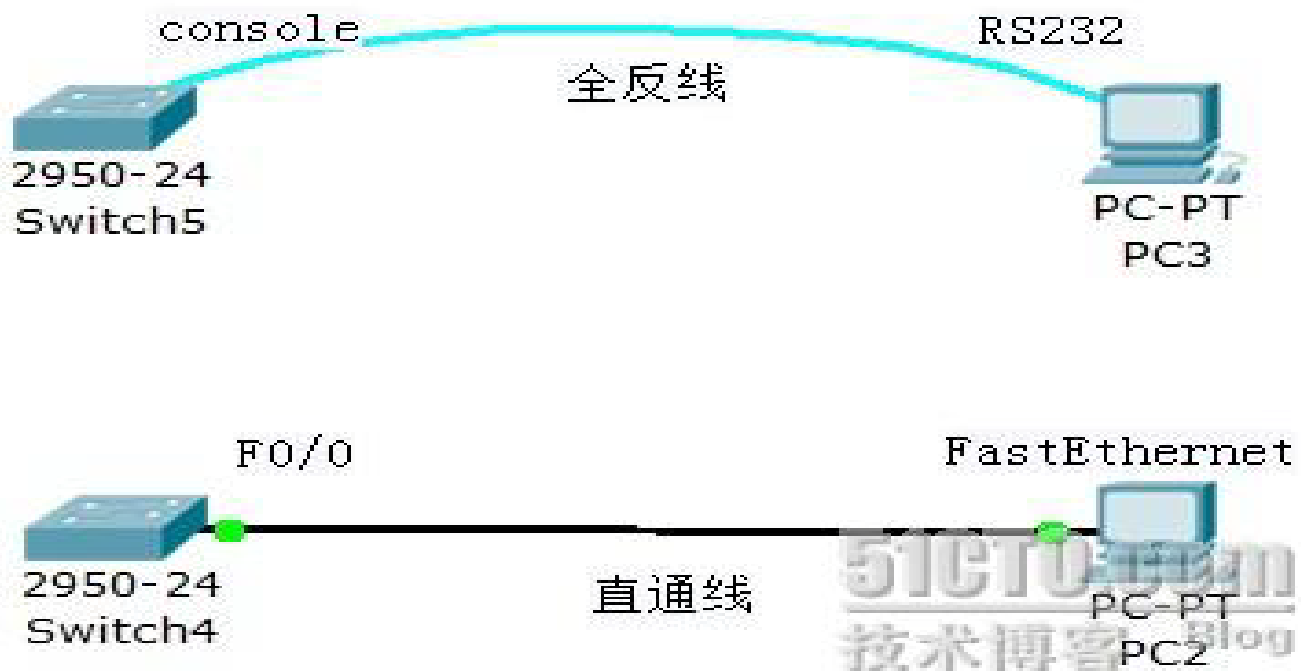 console
RS232
全反线
2950-24
Switch5
PC-PT
PC3
F0/0
FastEthernet
2950-24
Switch4
直通线
51CTO.com
PC-PT
技术博客 Blog
PC2